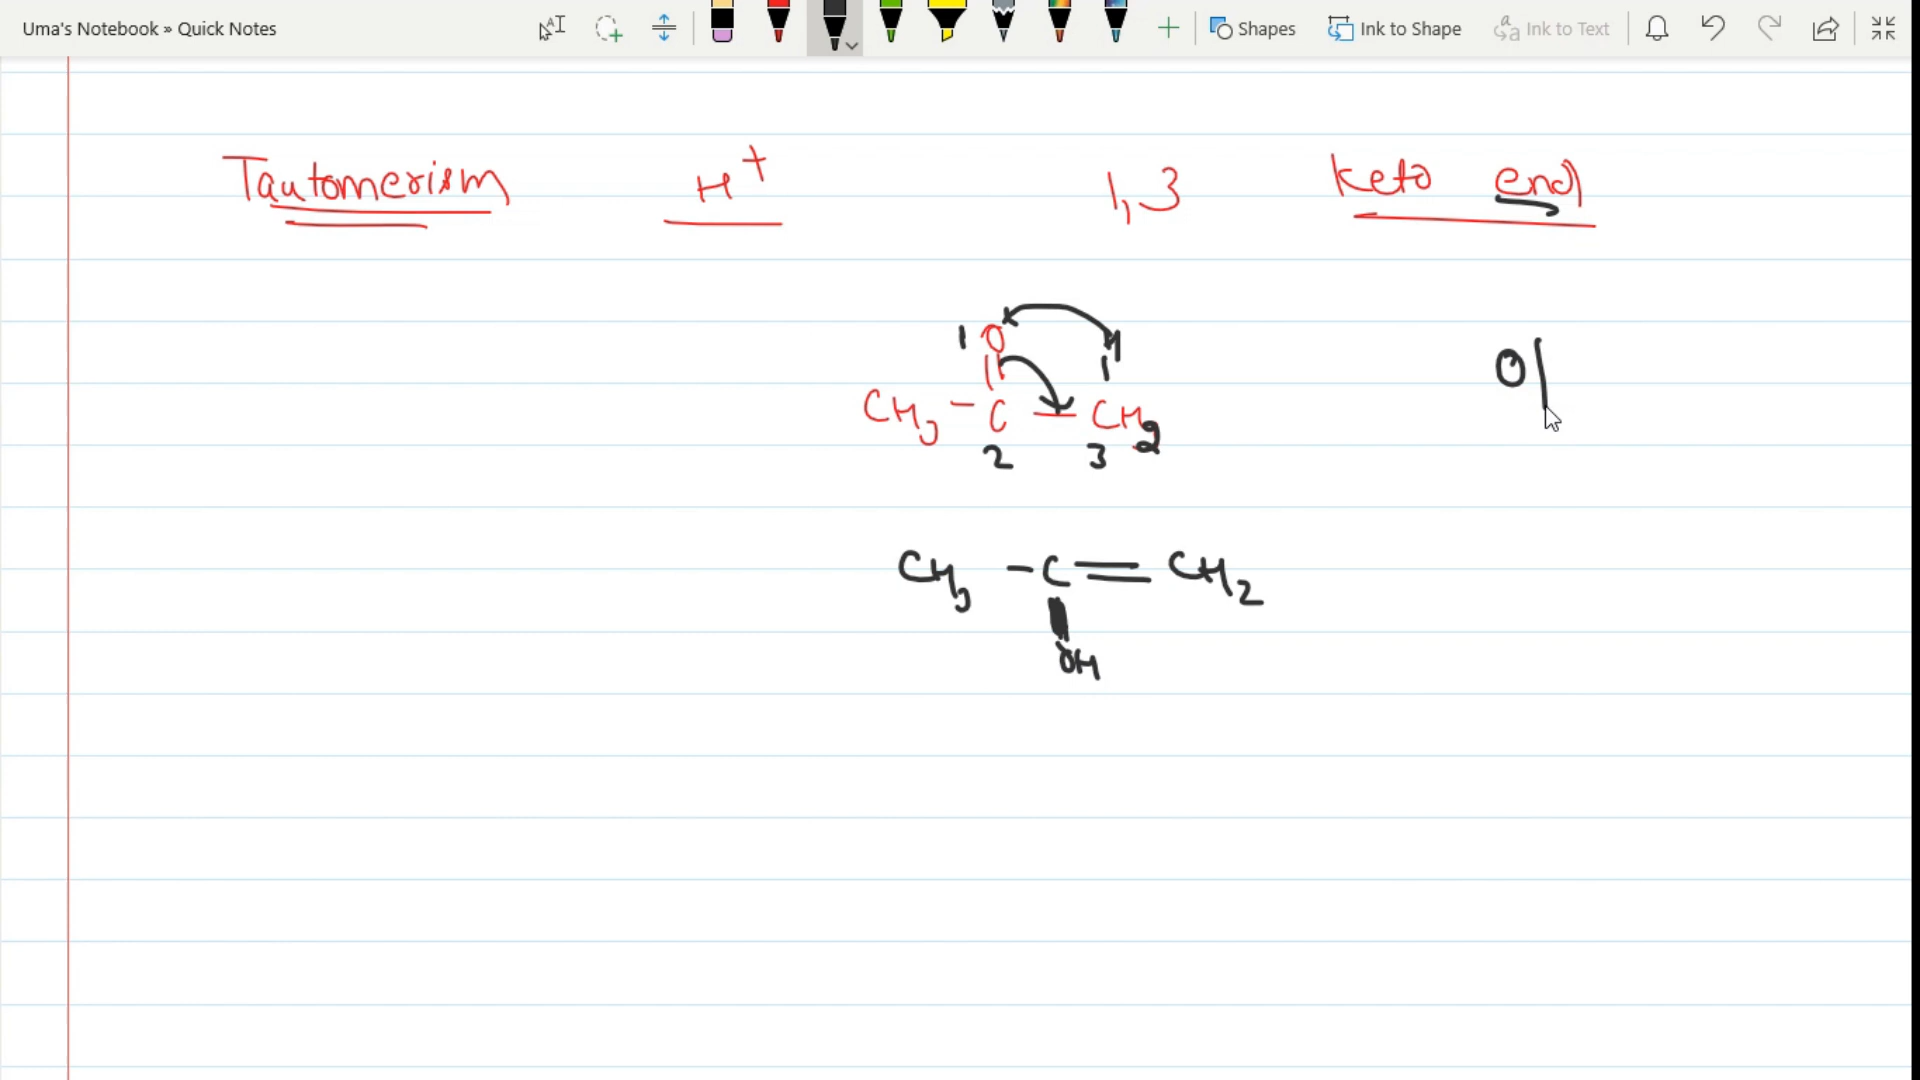 Uma's Notebook » Quick Notes
Shapes
Ink to Shape
Ink to Text
Tautomerism H⁺ 1,3 Keto enol
1 O H
CH₃ - C - CH₂
2 3
ol
CH₃ - C = CH₂
OH